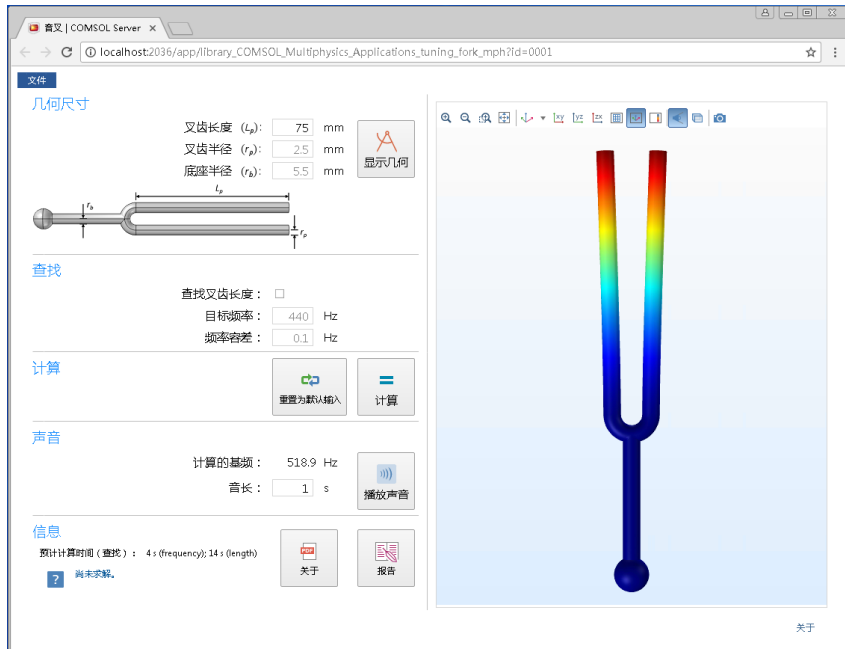 音叉 | COMSOL Server
localhost:2036/app/library_COMSOL_Multiphysics_Applications_tuning_fork_mph?id=0001
文件
几何尺寸
叉齿长度 (Lp): 75 mm
叉齿半径 (rp): 2.5 mm
底座半径 (rb): 5.5 mm
显示几何
Lp
rb
rp
查找
查找叉齿长度：
目标频率： 440 Hz
频率容差： 0.1 Hz
计算
重置为默认输入
计算
声音
计算的基频： 518.9 Hz
音长： 1 s
播放声音
信息
预计计算时间（查找）： 4 s (frequency); 14 s (length)
? 尚未求解。
PDF
关于
报告
xy yz zx
关于